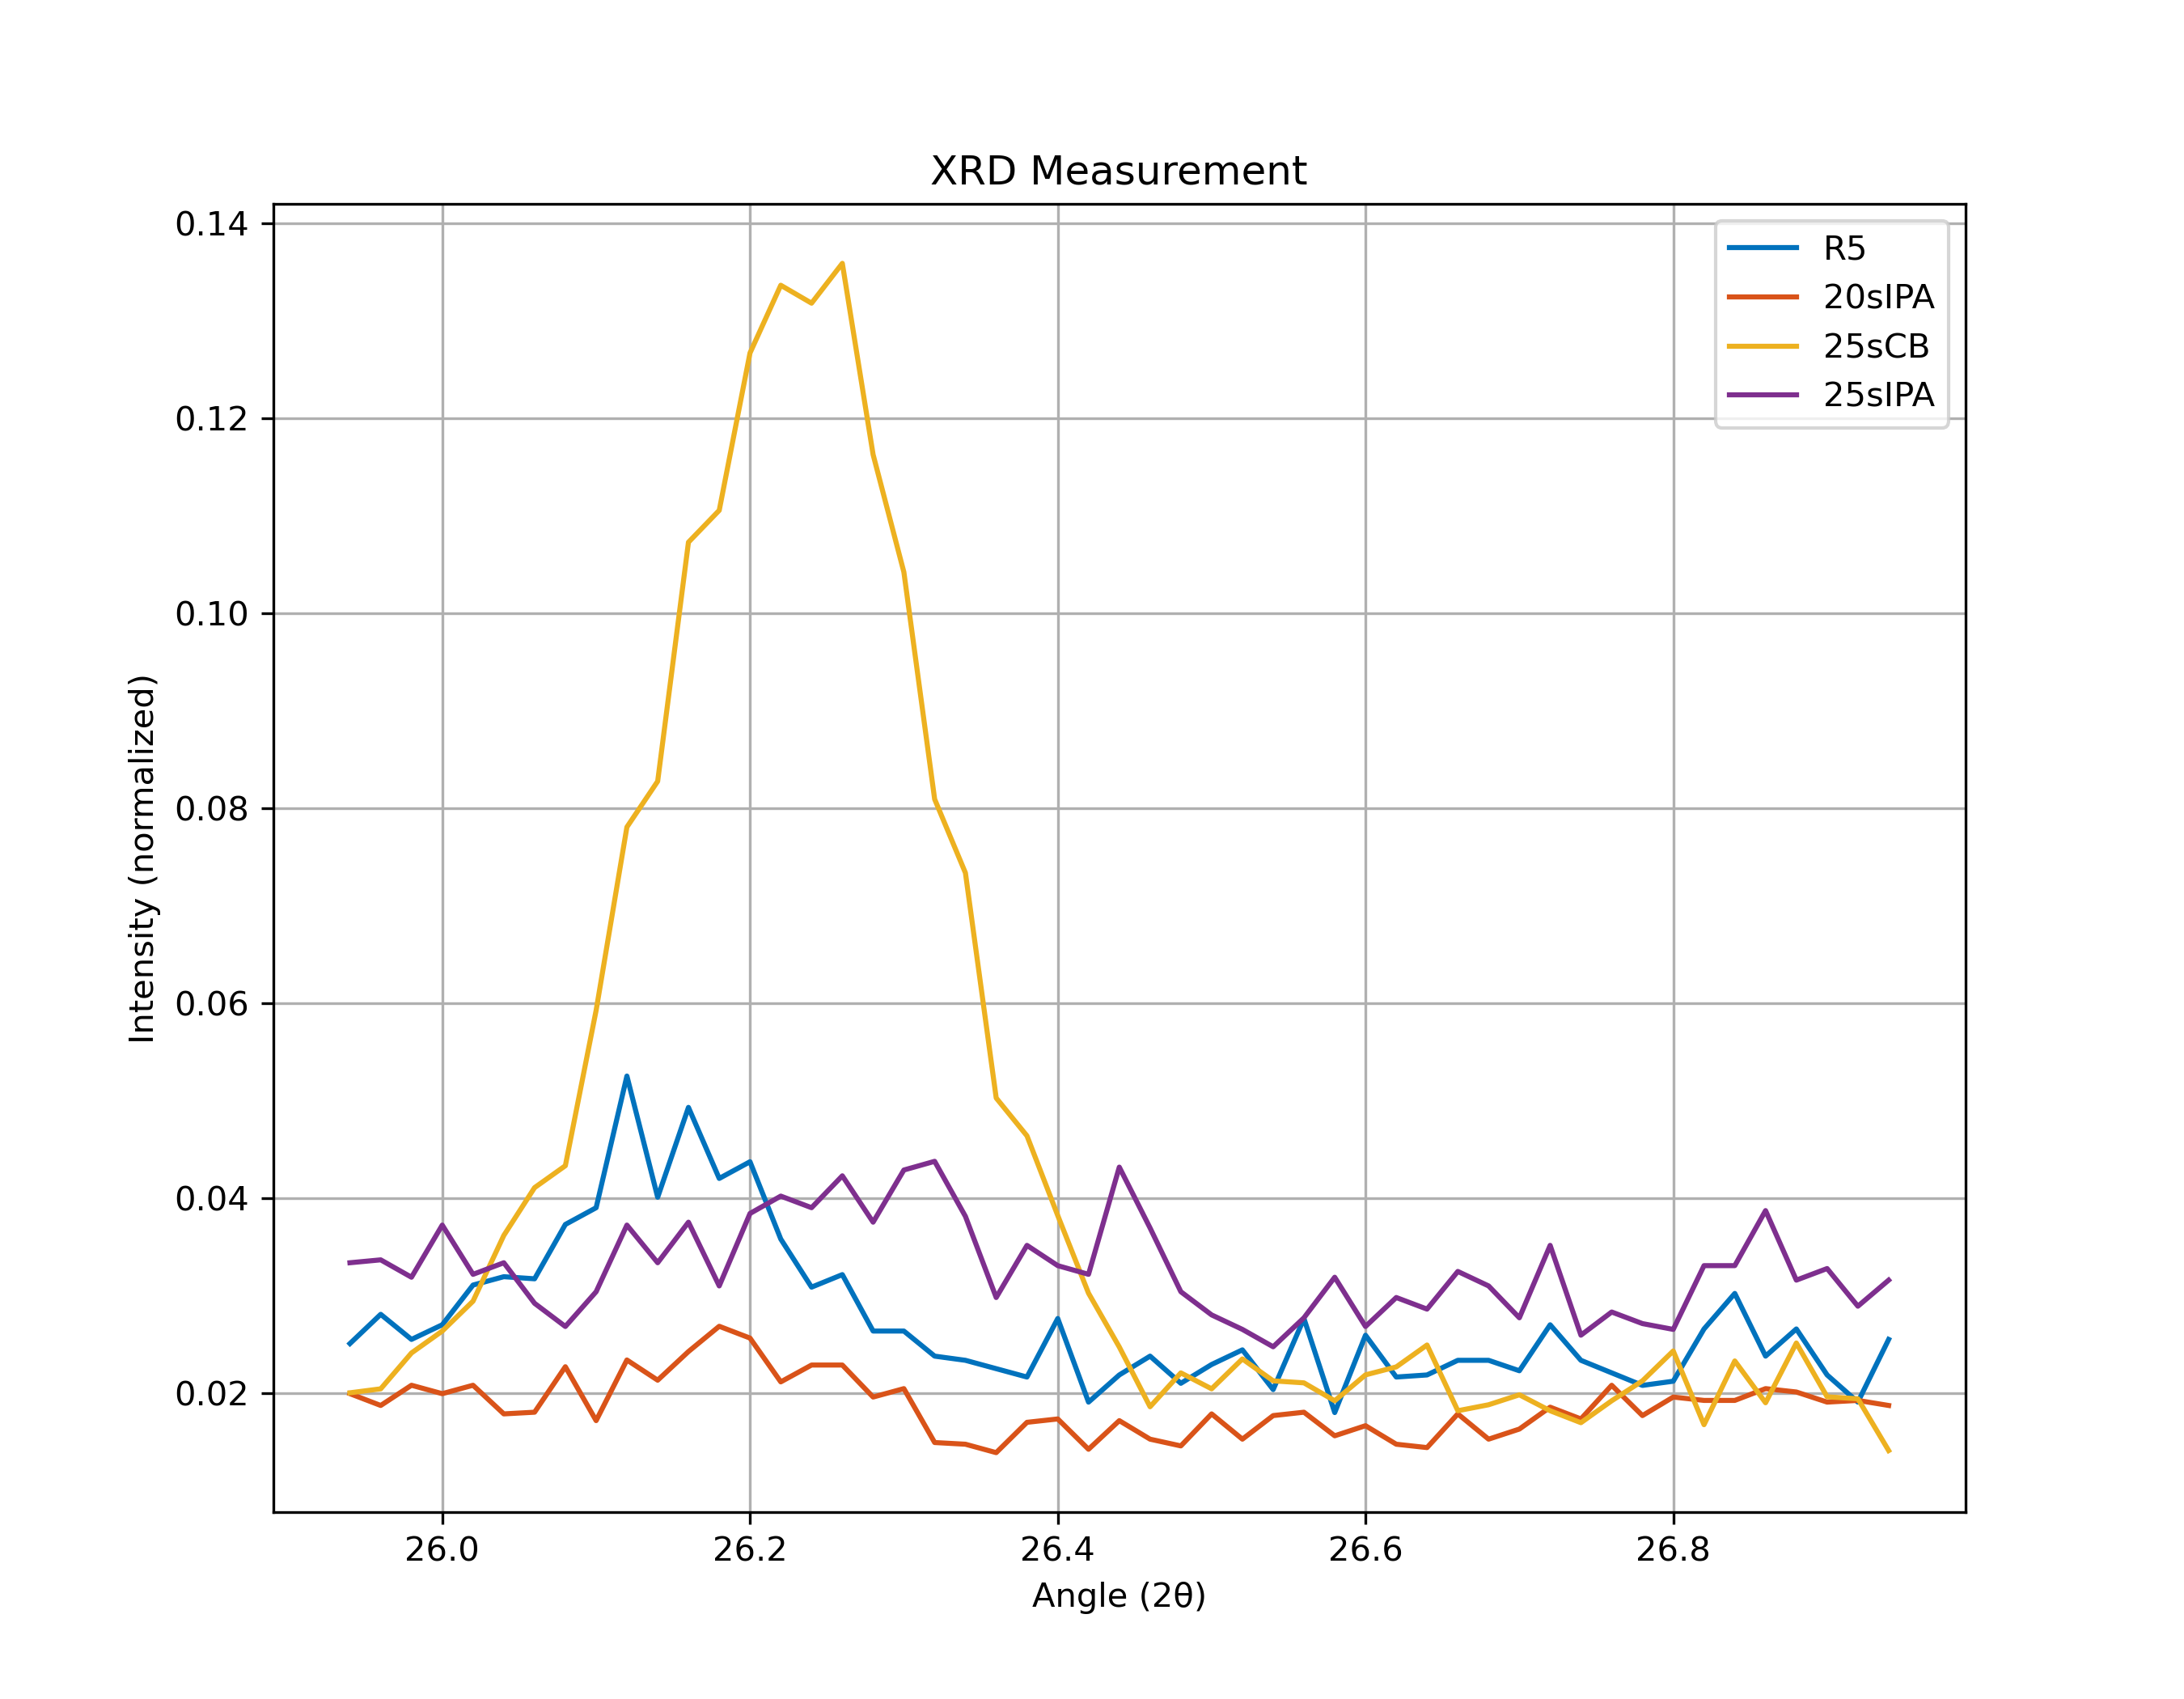 XRD Measurement
0.14
0.12
0.10
0.08
0.06
0.04
0.02
Intensity (normalized)
R5
20sIPA
25sCB
25sIPA
26.0 26.2 26.4 26.6 26.8
Angle (2θ)